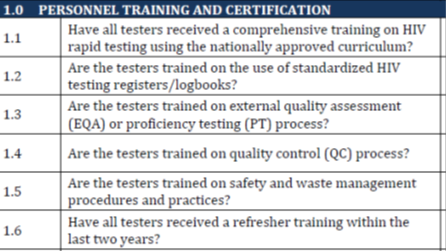 1.0 PERSONNEL TRAINING AND CERTIFICATION
1.1 Have all testers received a comprehensive training on HIV
rapid testing using the nationally approved curriculum?
1.2 Are the testers trained on the use of standardized HIV
testing registers/logbooks?
1.3 Are the testers trained on external quality assessment
(EQA) or proficiency testing (PT) process?
1.4 Are the testers trained on quality control (QC) process?
1.5 Are the testers trained on safety and waste management
procedures and practices?
1.6 Have all testers received a refresher training within the
last two years?